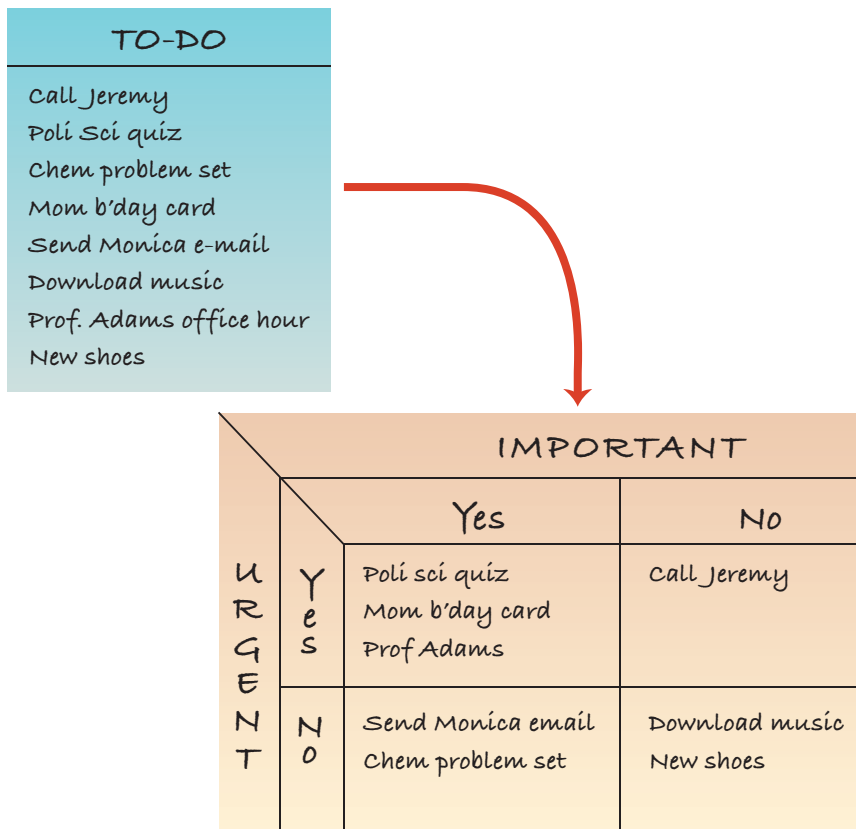 TO-DO
Call Jeremy
Poli Sci quiz
Chem problem set
Mom b'day card
Send Monica e-mail
Download music
Prof. Adams office hour
New shoes
IMPORTANT
Yes No
URGENT
Yes
Poli sci quiz
Mom b'day card
Prof Adams
Call Jeremy
No
Send Monica email
Chem problem set
Download music
New shoes